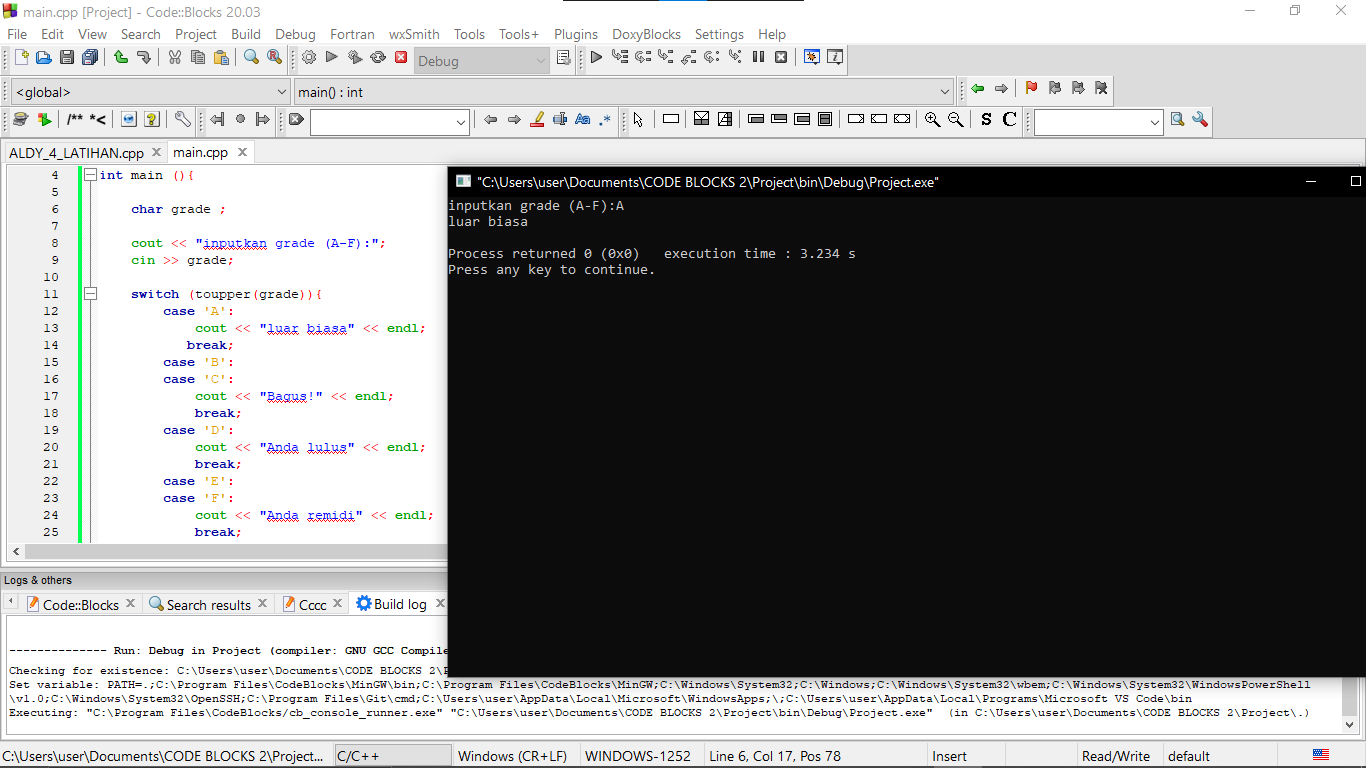 main.cpp [Project] - Code::Blocks 20.03
File Edit View Search Project Build Debug Fortran wxSmith Tools Tools+ Plugins DoxyBlocks Settings Help
Debug
<global> main() : int
/** *< Aa .* S C
ALDY_4_LATIHAN.cpp main.cpp
4 int main (){
5
6 char grade ;
7
8 cout << "inputkan grade (A-F):";
9 cin >> grade;
10
11 switch (toupper(grade)){
12 case 'A':
13 cout << "luar biasa" << endl;
14 break;
15 case 'B':
16 case 'C':
17 cout << "Bagus!" << endl;
18 break;
19 case 'D':
20 cout << "Anda lulus" << endl;
21 break;
22 case 'E':
23 case 'F':
24 cout << "Anda remidi" << endl;
25 break;
"C:\Users\user\Documents\CODE BLOCKS 2\Project\bin\Debug\Project.exe"
inputkan grade (A-F):A
luar biasa
Process returned 0 (0x0)   execution time : 3.234 s
Press any key to continue.
Logs & others
Code::Blocks Search results Cccc Build log
-------------- Run: Debug in Project (compiler: GNU GCC Compile
Checking for existence: C:\Users\user\Documents\CODE BLOCKS 2\
Set variable: PATH=.;C:\Program Files\CodeBlocks\MinGW\bin;C:\Program Files\CodeBlocks\MinGW;C:\Windows\System32;C:\Windows;C:\Windows\System32\wbem;C:\Windows\System32\WindowsPowerShell
\v1.0;C:\Windows\System32\OpenSSH;C:\Program Files\Git\cmd;C:\Users\user\AppData\Local\Microsoft\WindowsApps;\;C:\Users\user\AppData\Local\Programs\Microsoft VS Code\bin
Executing: "C:\Program Files\CodeBlocks/cb_console_runner.exe" "C:\Users\user\Documents\CODE BLOCKS 2\Project\bin\Debug\Project.exe"  (in C:\Users\user\Documents\CODE BLOCKS 2\Project\.)
C:\Users\user\Documents\CODE BLOCKS 2\Project... C/C++ Windows (CR+LF) WINDOWS-1252 Line 6, Col 17, Pos 78 Insert Read/Write default